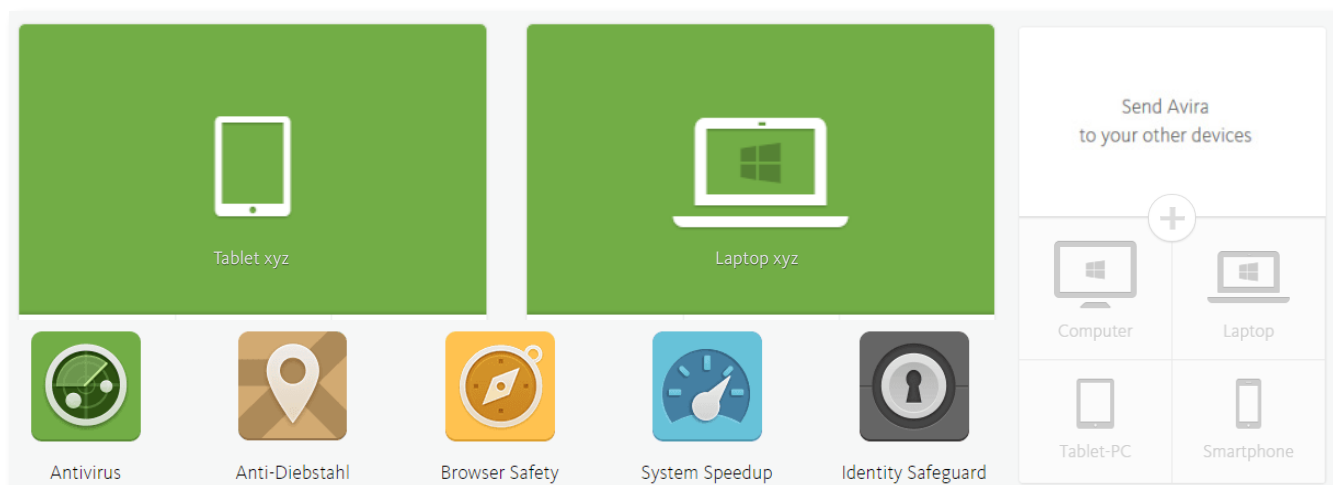 Tablet xyz
Laptop xyz
Send Avira
to your other devices
Computer
Laptop
Tablet-PC
Smartphone
Antivirus
Anti-Diebstahl
Browser Safety
System Speedup
Identity Safeguard